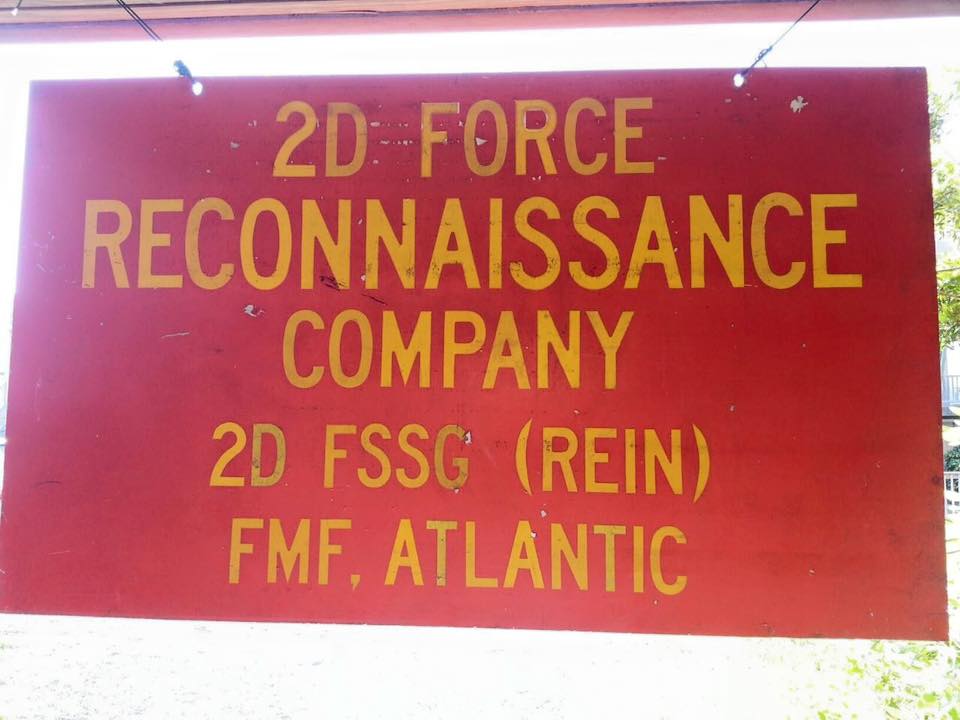 2D FORCE
RECONNAISSANCE
COMPANY
2D FSSG (REIN)
FMF, ATLANTIC